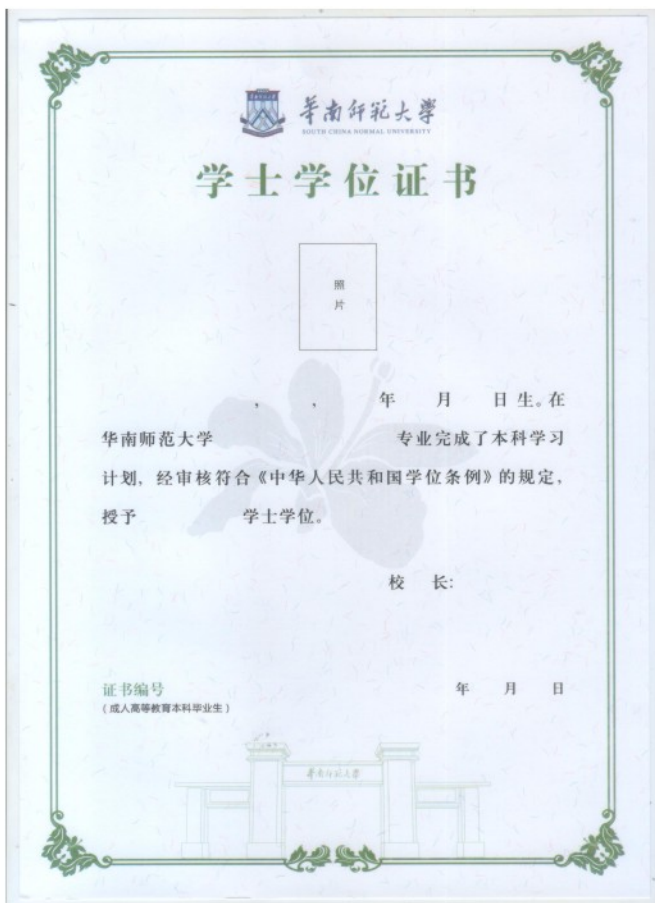 華南師範大學
SOUTH CHINA NORMAL UNIVERSITY
学士学位证书
照
片
， ， 年 月 日生。在
华南师范大学 专业完成了本科学习
计划，经审核符合《中华人民共和国学位条例》的规定，
授予 学士学位。
校 长：
证书编号 年 月 日
（成人高等教育本科毕业生）
華南師範大學